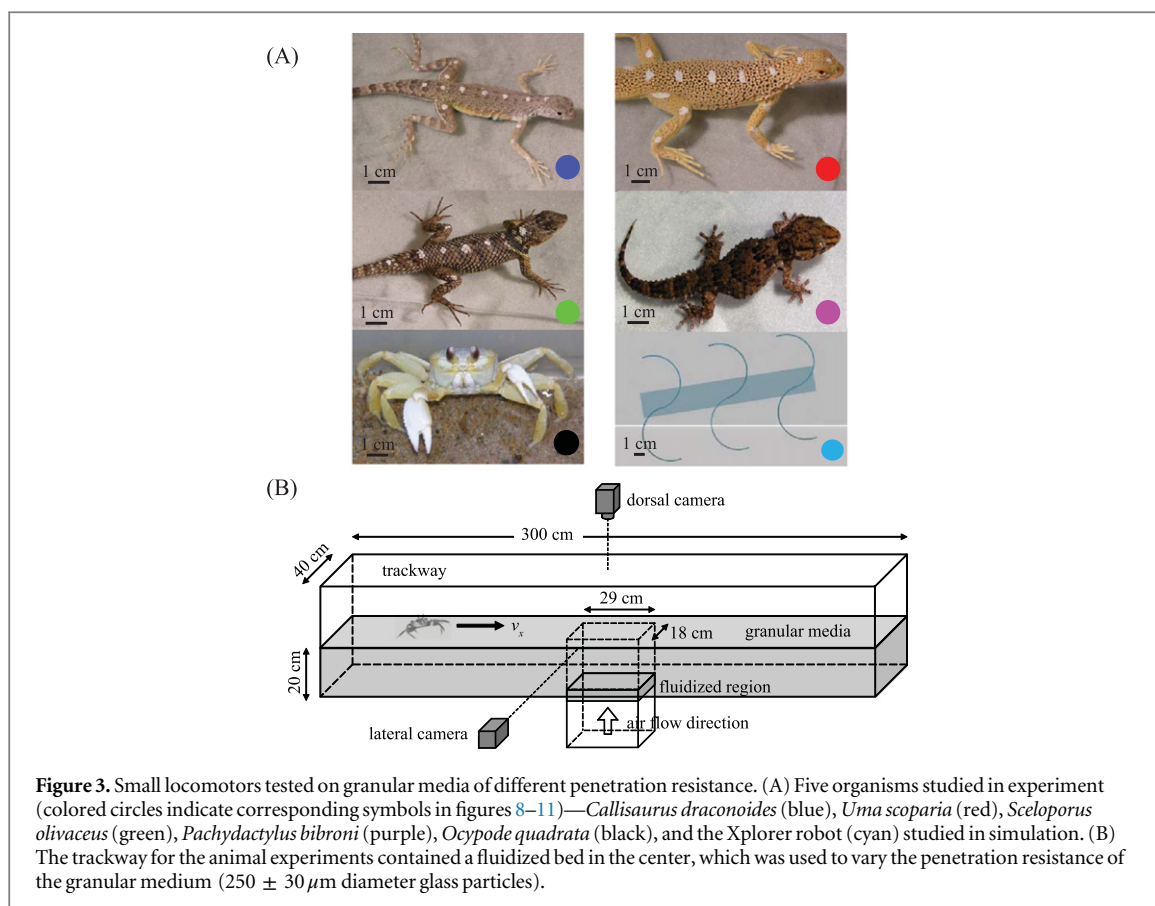 (A)
1 cm
1 cm
1 cm
1 cm
1 cm
1 cm
(B)
dorsal camera
300 cm
40 cm
trackway
29 cm
v_x
18 cm
granular media
20 cm
fluidized region
lateral camera
air flow direction
Figure 3. Small locomotors tested on granular media of different penetration resistance. (A) Five organisms studied in experiment
(colored circles indicate corresponding symbols in figures 8–11)—Callisaurus draconoides (blue), Uma scoparia (red), Sceloporus
olivaceus (green), Pachydactylus bibroni (purple), Ocypode quadrata (black), and the Xplorer robot (cyan) studied in simulation. (B)
The trackway for the animal experiments contained a fluidized bed in the center, which was used to vary the penetration resistance of
the granular medium (250 ± 30 μm diameter glass particles).